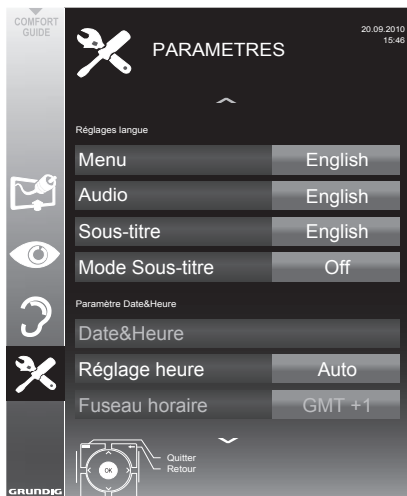 COMFORT
GUIDE
PARAMETRES
20.09.2010
15:46
Réglages langue
Menu English
Audio English
Sous-titre English
Mode Sous-titre Off
Paramètre Date&Heure
Date&Heure
Réglage heure Auto
Fuseau horaire GMT +1
Quitter
Retour
OK
GRUNDIG